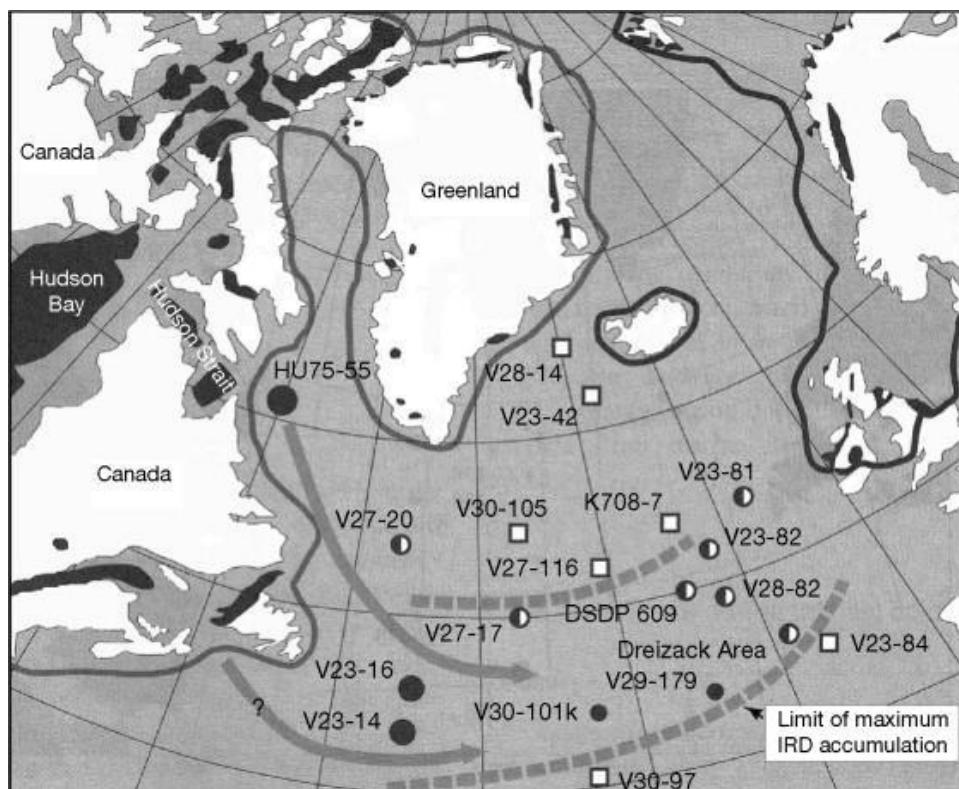 Canada
Greenland
Hudson
Bay
Hudson Strait
HU75-55
V28-14
V23-42
Canada
V23-81
V30-105
K708-7
V27-20
V23-82
V27-116
V28-82
DSDP 609
V27-17
Dreizack Area
V23-84
V23-16
V29-179
?
V23-14
V30-101k
Limit of maximum
IRD accumulation
V30-97